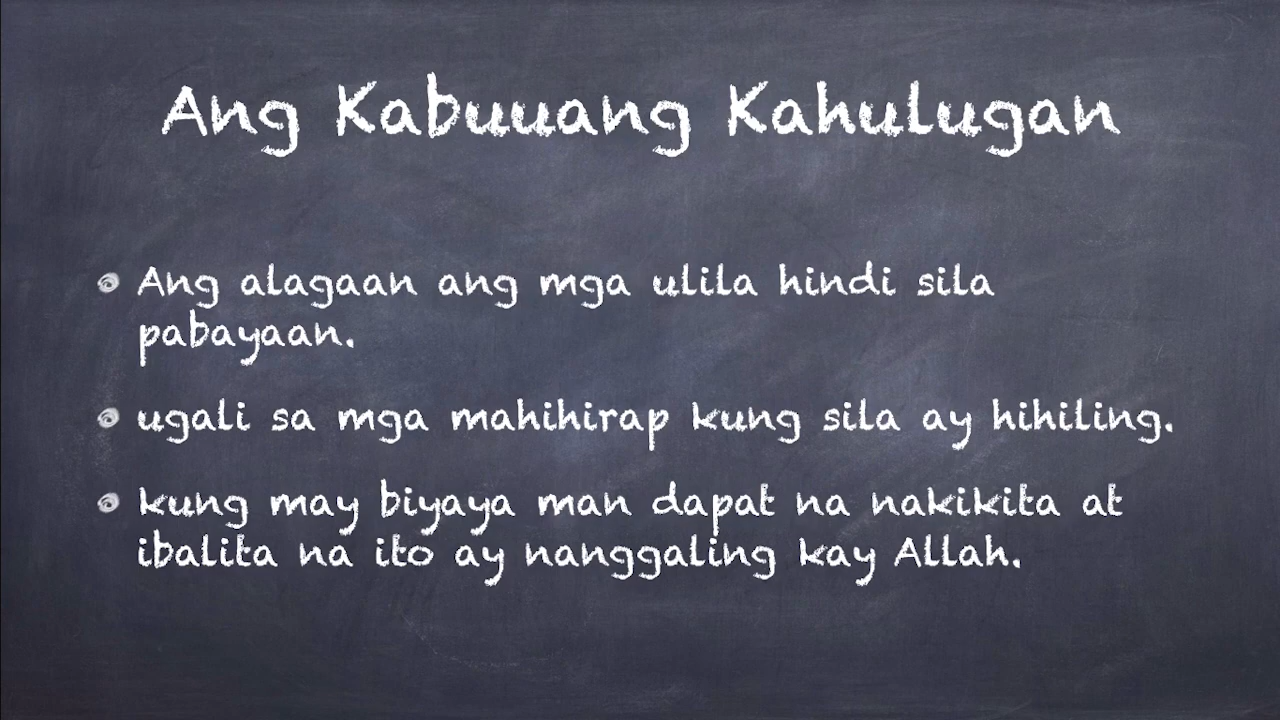 Ang Kabuuang Kahulugan
Ang alagaan ang mga ulila hindi sila
pabayaan.
ugali sa mga mahihirap kung sila ay hihiling.
kung may biyaya man dapat na nakikita at
ibalita na ito ay nanggaling kay Allah.